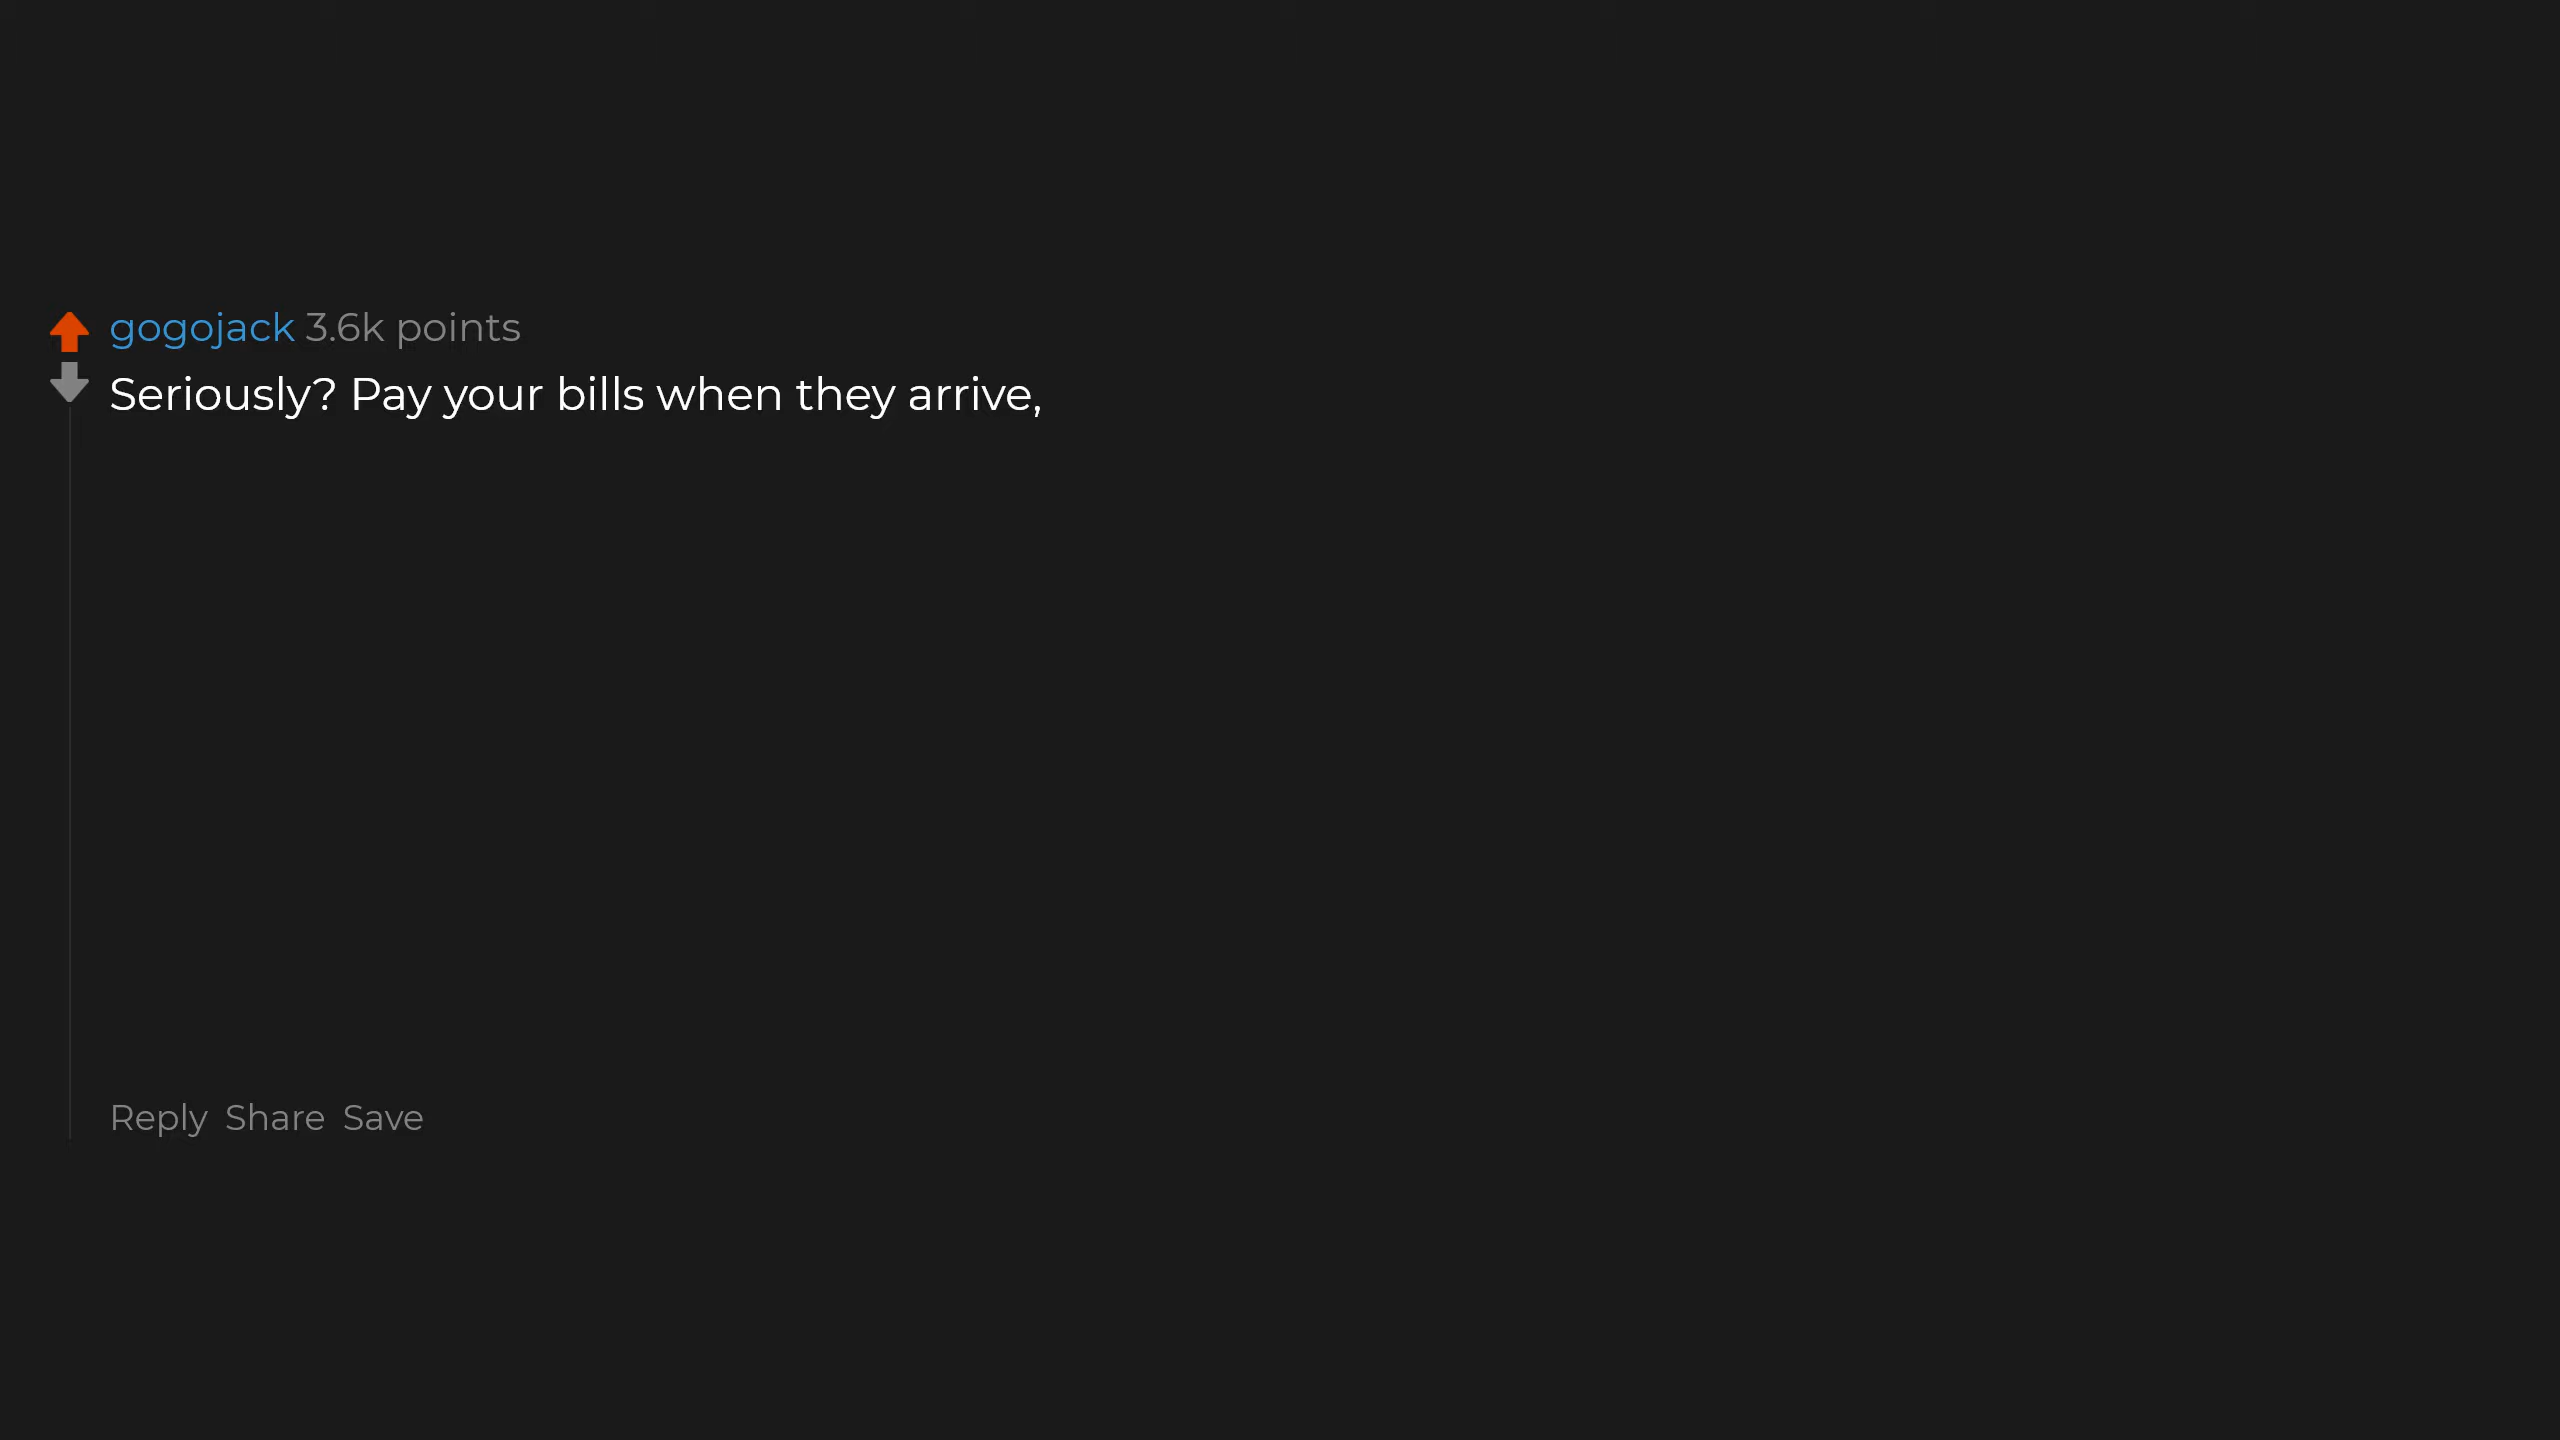 gogojack 3.6k points
Seriously? Pay your bills when they arrive,
Reply Share Save